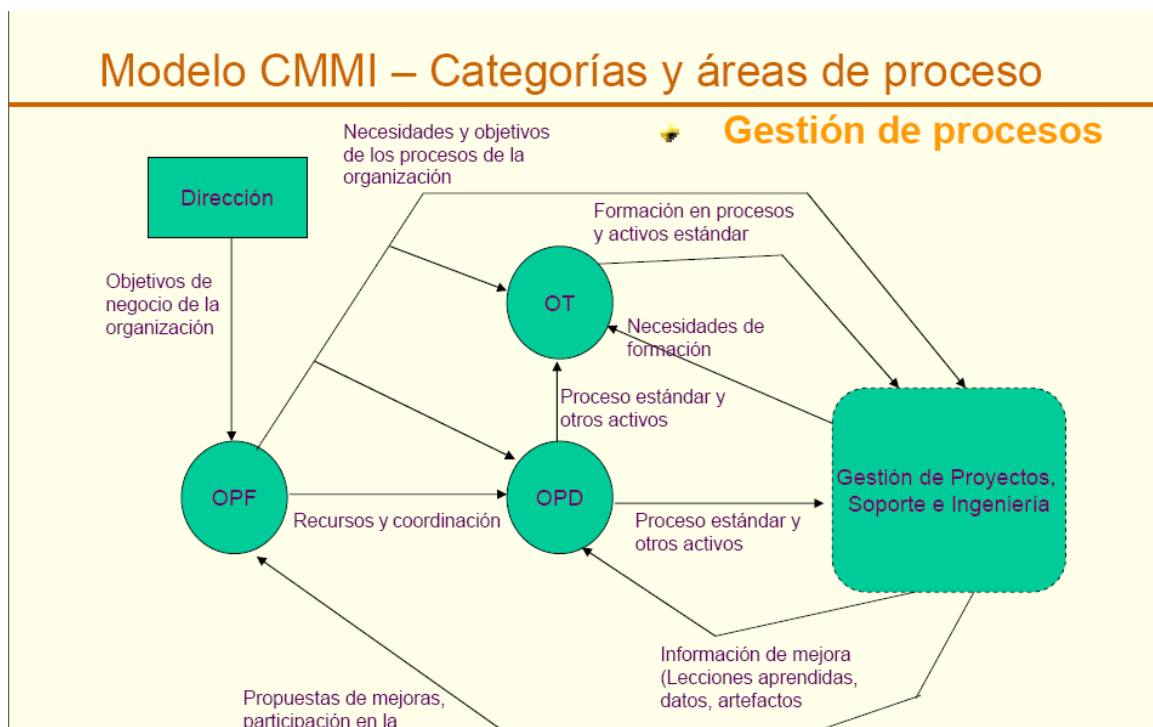 Modelo CMMI – Categorías y áreas de proceso
Gestión de procesos
Necesidades y objetivos
de los procesos de la
organización
Dirección
Formación en procesos
y activos estándar
Objetivos de
negocio de la
organización
OT
Necesidades de
formación
Proceso estándar y
otros activos
OPF
Recursos y coordinación
OPD
Proceso estándar y
otros activos
Gestión de Proyectos,
Soporte e Ingeniería
Información de mejora
(Lecciones aprendidas,
datos, artefactos
Propuestas de mejoras,
participación en la